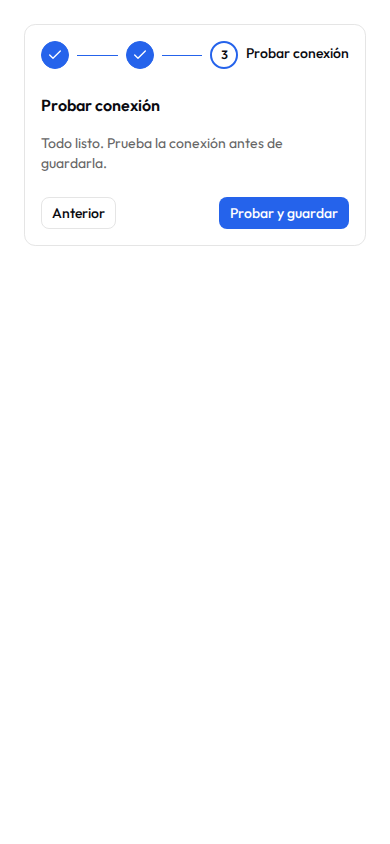 3 Probar conexión
Probar conexión
Todo listo. Prueba la conexión antes de
guardarla.
Anterior Probar y guardar